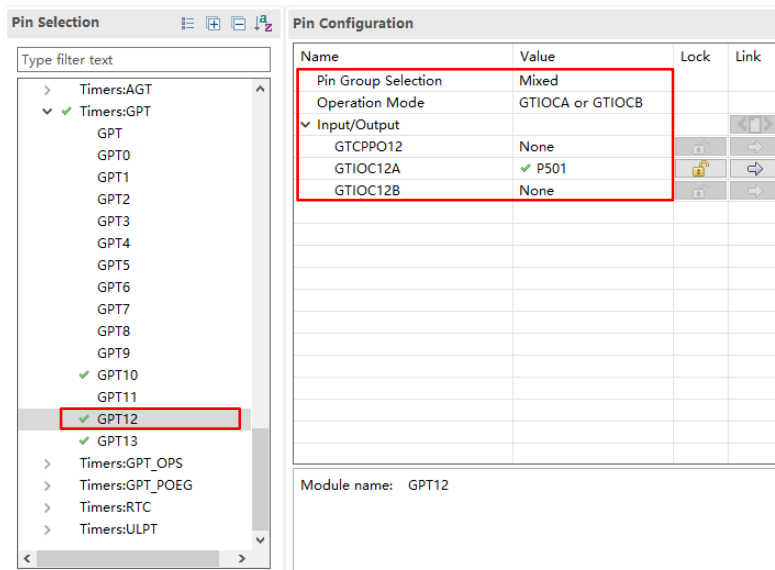 Pin Selection
Type filter text
Timers:AGT
Timers:GPT
GPT
GPT0
GPT1
GPT2
GPT3
GPT4
GPT5
GPT6
GPT7
GPT8
GPT9
GPT10
GPT11
GPT12
GPT13
Timers:GPT_OPS
Timers:GPT_POEG
Timers:RTC
Timers:ULPT
Pin Configuration
Name Value Lock Link
Pin Group Selection Mixed
Operation Mode GTIOCA or GTIOCB
Input/Output
GTCPPO12 None
GTIOC12A P501
GTIOC12B None
Module name: GPT12